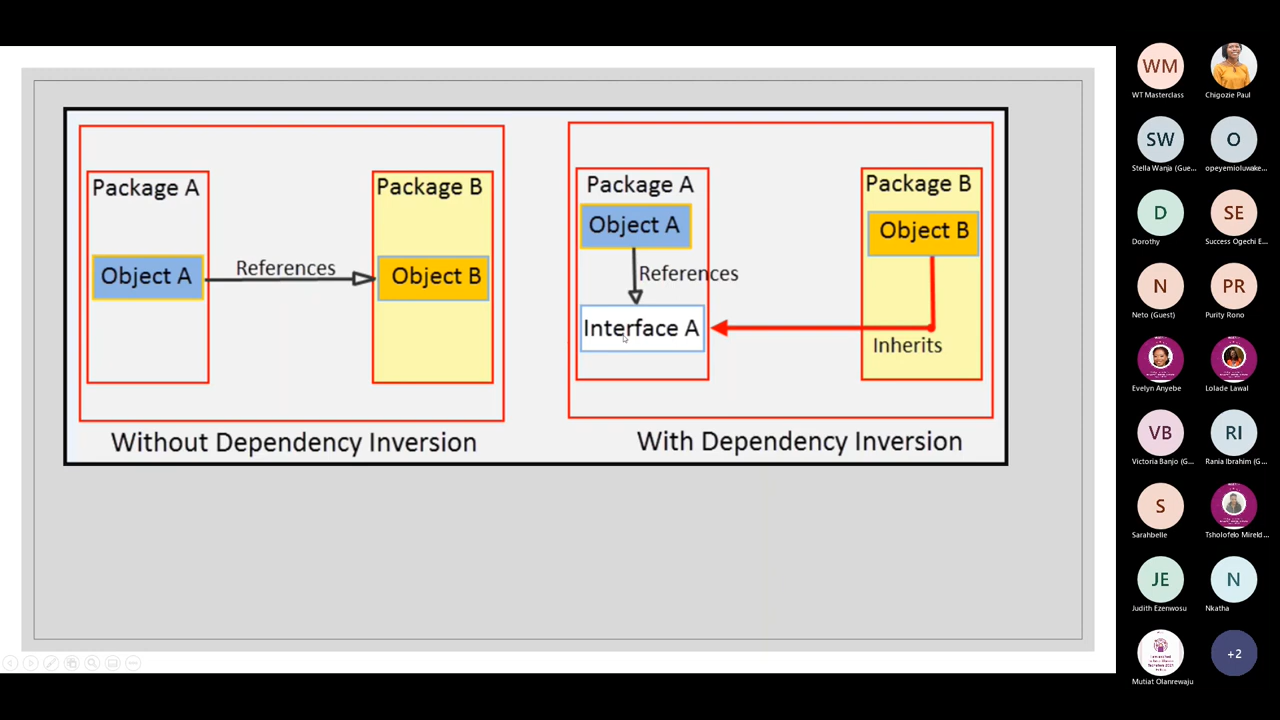 Package A
Package B
Object A
References
Object B
Without Dependency Inversion
Package A
Package B
Object A
Object B
References
Interface A
Inherits
With Dependency Inversion
WM
WT Masterclass
Chigozie Paul
SW
Stella Wanja (Gue...
O
opeyemioluwake...
D
Dorothy
SE
Success Ogechi E...
N
Neto (Guest)
PR
Purity Rono
Evelyn Anyebe
Lolade Lawal
VB
Victoria Banjo (G...
RI
Rania Ibrahim (G...
S
Sarahbelle
Tsholofelo Mireld...
JE
Judith Ezenwosu
N
Nkatha
Mutiat Olanrewaju
+2